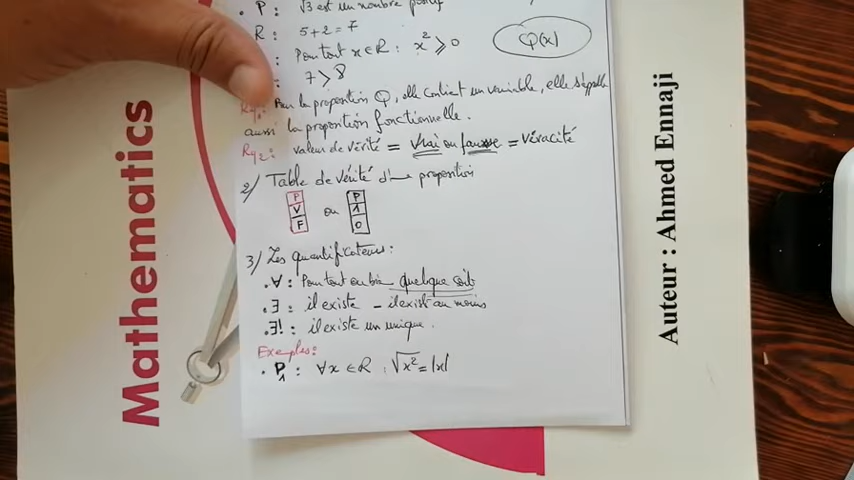 • P : √3 est un nombre positif
R : 5+2 = 7
: Pour tout x ∈ R : x² ⩾ 0
Q(x)
: 7 > 8
Rq1: Pour la proposition Q, elle contient un variable, elle s'appelle
aussi la proposition fonctionnelle.
Rq2: valeur de vérité = vrai ou fausse = véracité
2/ Table de vérité d'une proposition
P V F ou P 1 0
3/ Les quantificateurs :
• ∀ : Pour tout ou bien quelque soit
• ∃ : il existe – il existe au moins
• ∃! : il existe un unique.
Exemples :
• P1 : ∀x ∈ R : √x² = |x|
Mathematics
Auteur : Ahmed Ennaji